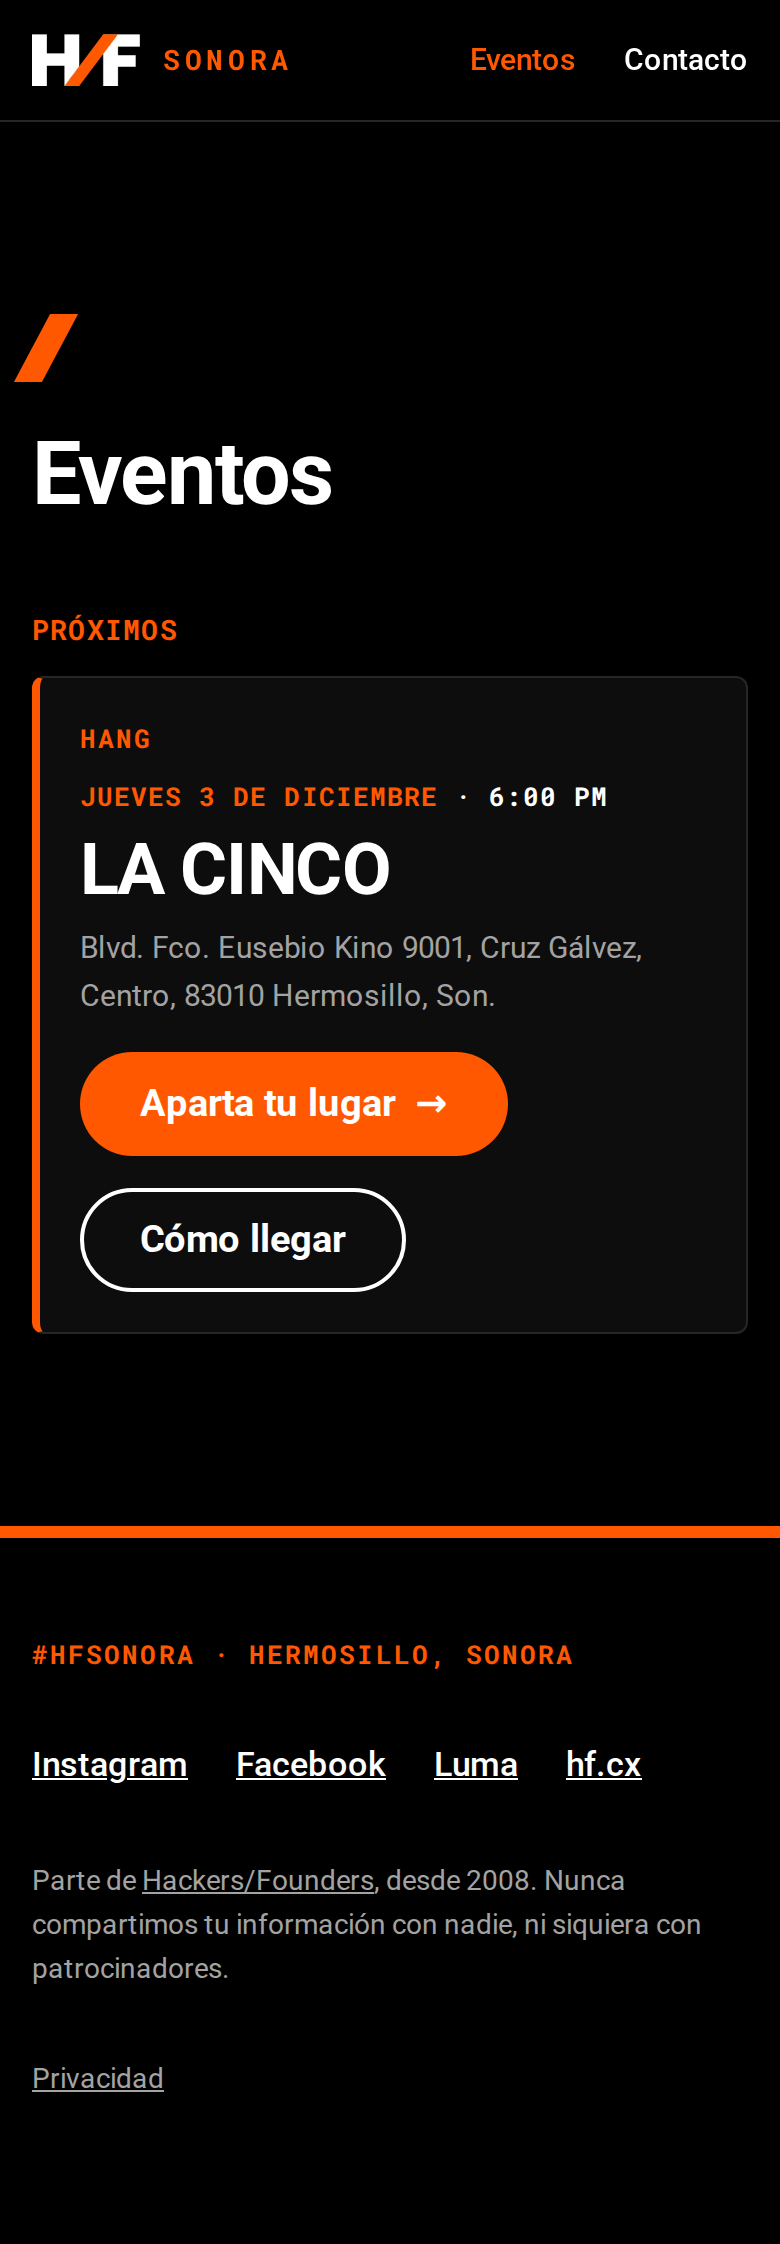 H/F SONORA Eventos Contacto
Eventos
PRÓXIMOS
HANG
JUEVES 3 DE DICIEMBRE · 6:00 PM
LA CINCO
Blvd. Fco. Eusebio Kino 9001, Cruz Gálvez,
Centro, 83010 Hermosillo, Son.
Aparta tu lugar →
Cómo llegar
#HFSONORA · HERMOSILLO, SONORA
Instagram Facebook Luma hf.cx
Parte de Hackers/Founders, desde 2008. Nunca
compartimos tu información con nadie, ni siquiera con
patrocinadores.
Privacidad